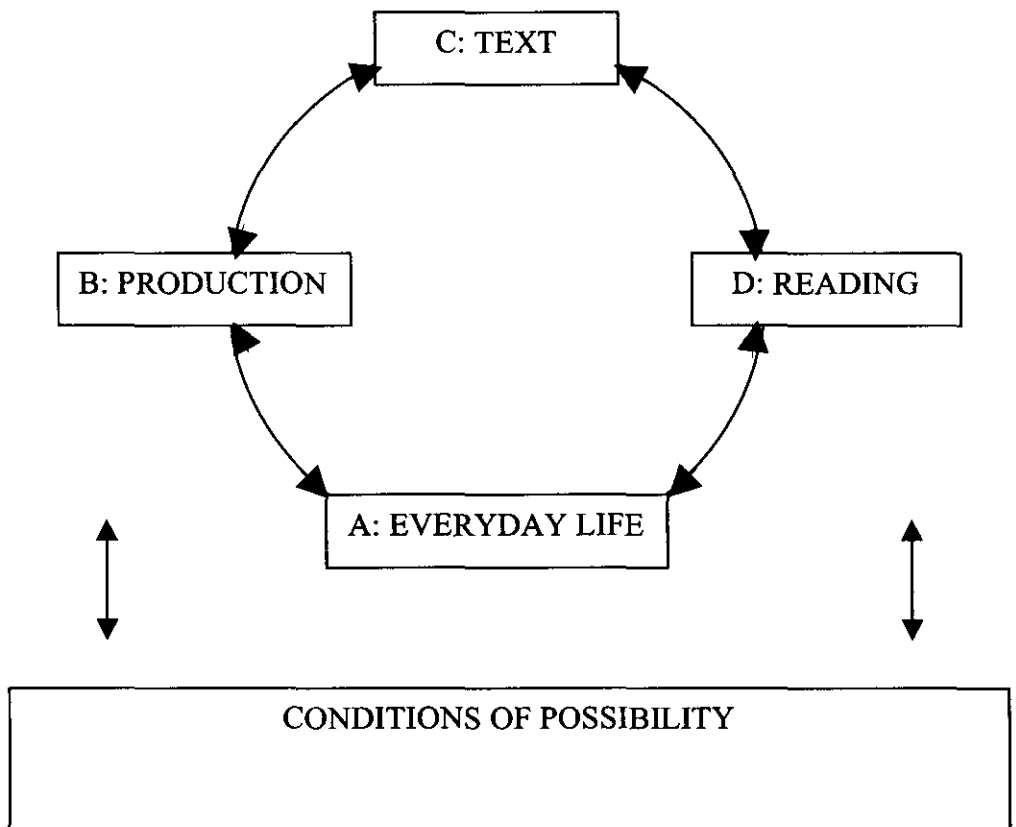 C: TEXT
B: PRODUCTION
D: READING
A: EVERYDAY LIFE
CONDITIONS OF POSSIBILITY